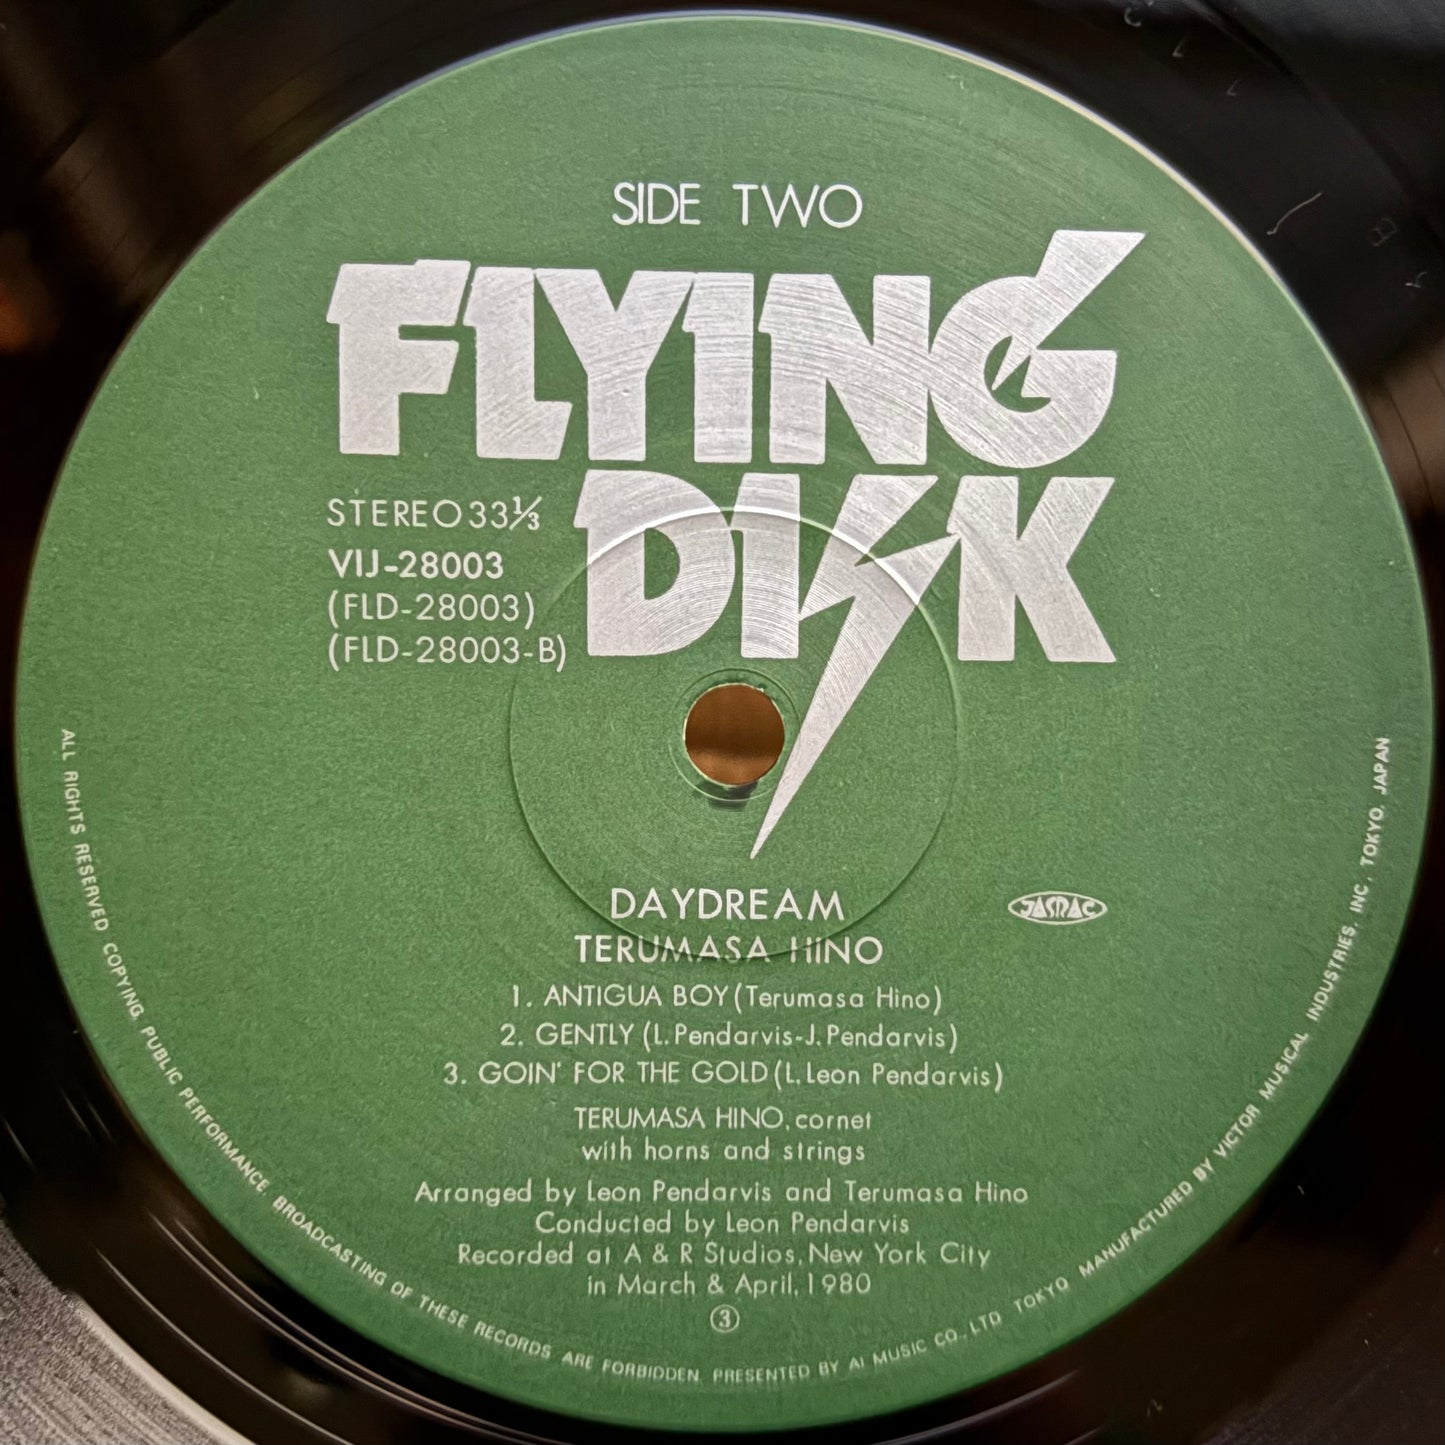 SIDE TWO
FLYING
DISK
STEREO 33⅓
VIJ-28003
(FLD-28003)
(FLD-28003-B)
DAYDREAM
TERUMASA HINO
JASRAC
1. ANTIGUA BOY (Terumasa Hino)
2. GENTLY (L. Pendarvis-J. Pendarvis)
3. GOIN' FOR THE GOLD (L. Leon Pendarvis)
TERUMASA HINO, cornet
with horns and strings
Arranged by Leon Pendarvis and Terumasa Hino
Conducted by Leon Pendarvis
Recorded at A & R Studios, New York City
in March & April, 1980
③
ALL RIGHTS RESERVED COPYING, PUBLIC PERFORMANCE, BROADCASTING OF THESE RECORDS ARE FORBIDDEN. PRESENTED BY AI MUSIC CO., LTD TOKYO. MANUFACTURED BY VICTOR MUSICAL INDUSTRIES, INC., TOKYO, JAPAN